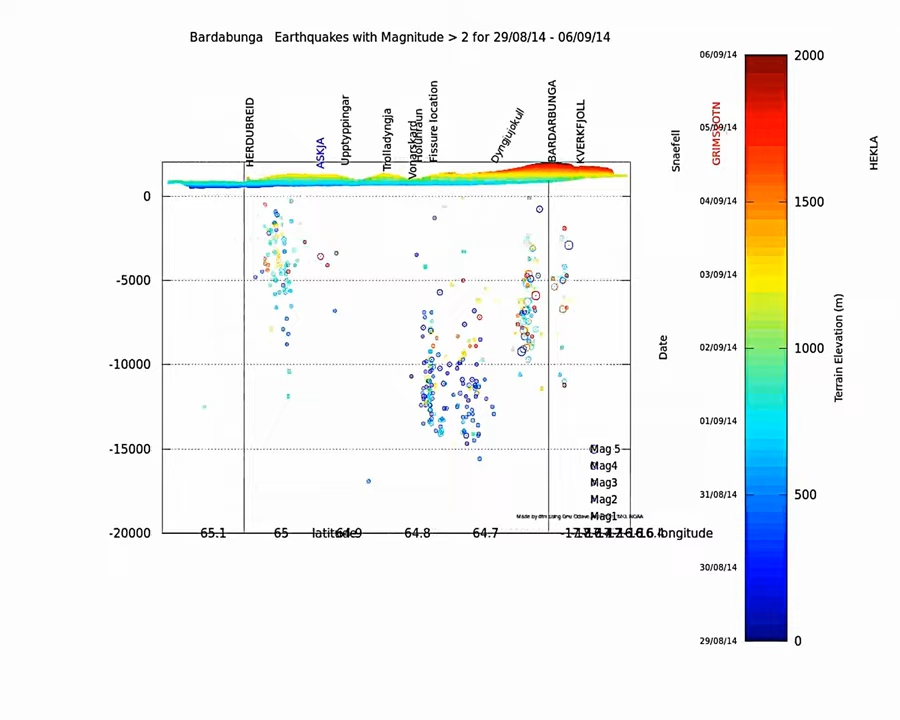 Bardabunga Earthquakes with Magnitude > 2 for 29/08/14 - 06/09/14
HERDUBREID
ASKJA
Upptyppingar
Trolladyngja
Vonaskard
Holuhraun
Fissure location
Dyngjujokull
BARDARBUNGA
KVERKFJOLL
Snaefell
GRIMSVOTN
HEKLA
0
-5000
-10000
-15000
-20000
65.1
65
latitude
64.9
64.8
64.7
longitude
Mag 5
Mag4
Mag3
Mag2
Mag1
Date
06/09/14
05/09/14
04/09/14
03/09/14
02/09/14
01/09/14
31/08/14
30/08/14
29/08/14
2000
1500
1000
500
0
Terrain Elevation (m)